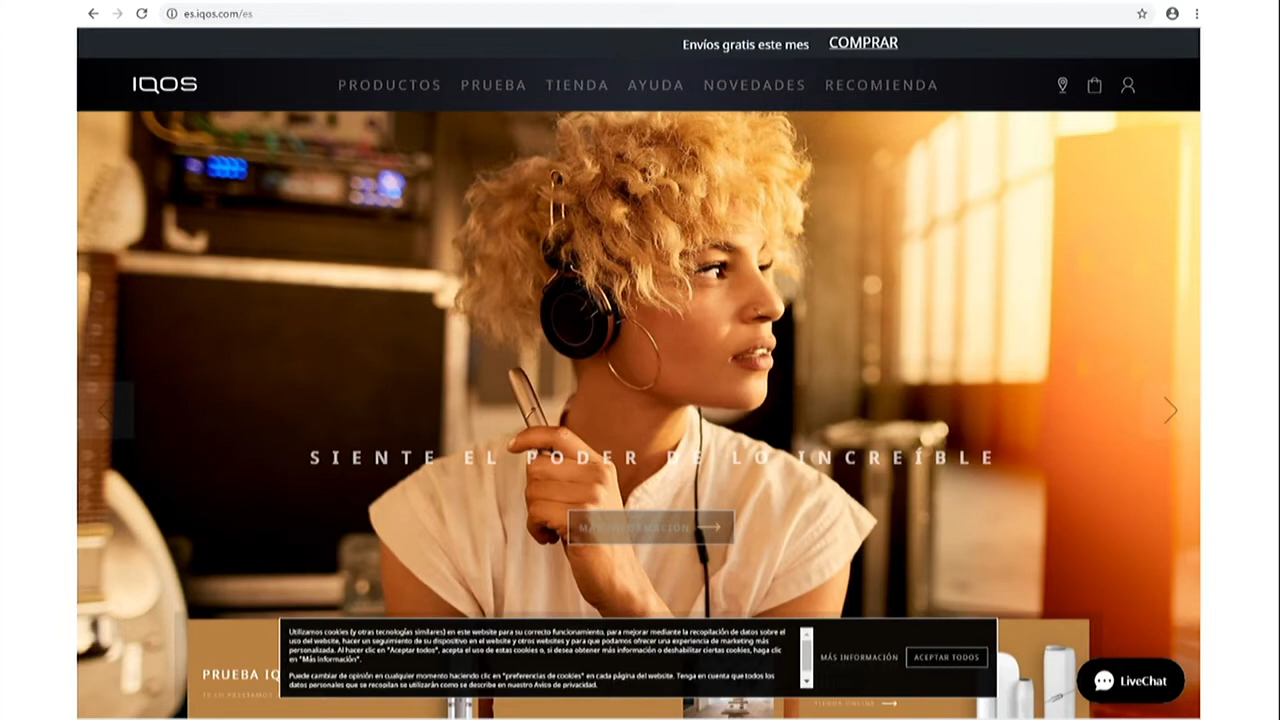 es.iqos.com/es
Envíos gratis este mes COMPRAR
IQOS PRODUCTOS PRUEBA TIENDA AYUDA NOVEDADES RECOMIENDA
SIENTE EL PODER DE LO INCREÍBLE
MÁS INFORMACIÓN
Utilizamos cookies (y otras tecnologías similares) en este website para su correcto funcionamiento, para mejorar mediante la recopilación de datos sobre el
uso del website, hacer un seguimiento de su dispositivo en el website y otros websites y para que podamos ofrecer una experiencia de marketing más
personalizada. Al hacer clic en "Aceptar todos", acepta el uso de estas cookies o, si desea obtener más información o deshabilitar ciertas cookies, haga clic
en "Más información".
Puede cambiar de opinión en cualquier momento haciendo clic en "preferencias de cookies" en cada página del website. Tenga en cuenta que todos los
datos personales que se recopilan se utilizarán como se describe en nuestro Aviso de privacidad.
MÁS INFORMACIÓN ACEPTAR TODOS
PRUEBA IQ
TIENDA ONLINE
LiveChat